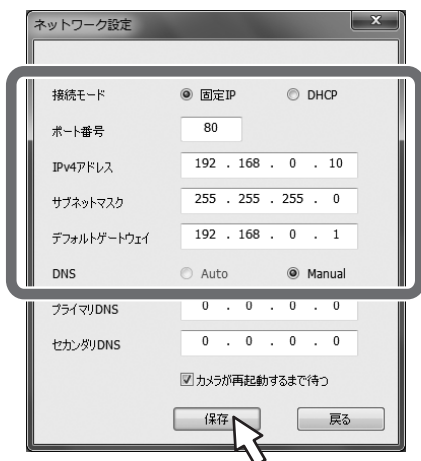 ネットワーク設定
接続モード 固定IP DHCP
ポート番号 80
IPv4アドレス 192 . 168 . 0 . 10
サブネットマスク 255 . 255 . 255 . 0
デフォルトゲートウェイ 192 . 168 . 0 . 1
DNS Auto Manual
プライマリDNS 0 . 0 . 0 . 0
セカンダリDNS 0 . 0 . 0 . 0
カメラが再起動するまで待つ
保存 戻る